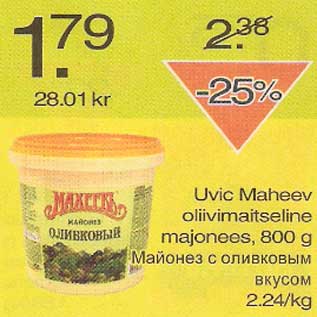 1.79
28.01 kr
2.38
-25%
МАХЕЕВЪ
МАЙОНЕЗ
ОЛИВКОВЫЙ
Uvic Maheev
oliivimaitseline
majonees, 800 g
Майонез с оливковым
вкусом
2.24/kg